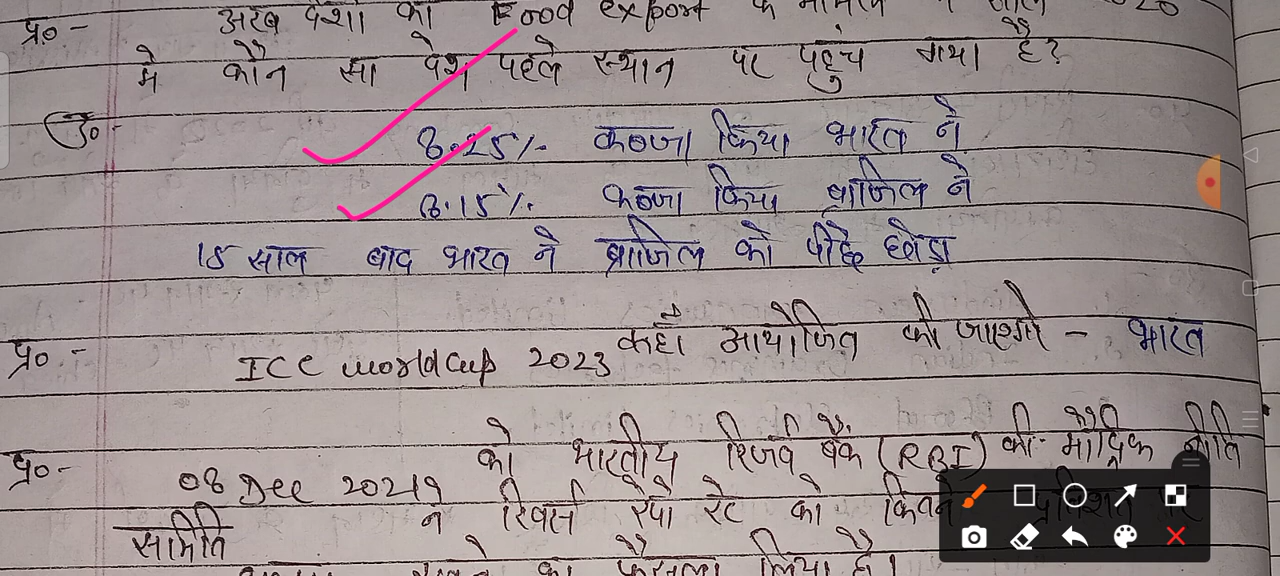 प्र०- अरब देशो को Food export के मामले में साल 2020
मे कौन सा देश पहले स्थान पर पहुंच गया है?
उ०- 8.25%. कब्जा किया भारत ने
8.15%. कब्जा किया ब्राजिल ने
15 साल बाद भारत ने ब्राजिल को पीछे छोड़ा
प्र०- ICC worldcup 2023 कहाँ आयोजित की जाएगी - भारत
प्र०- 08 Dec 2021 को भारतीय रिजर्व बैंक (RBI) की मौद्रिक नीति
समिति ने रिवर्स रेपो रेट को कितने प्रतिशत पर
का फैसला लिया है।